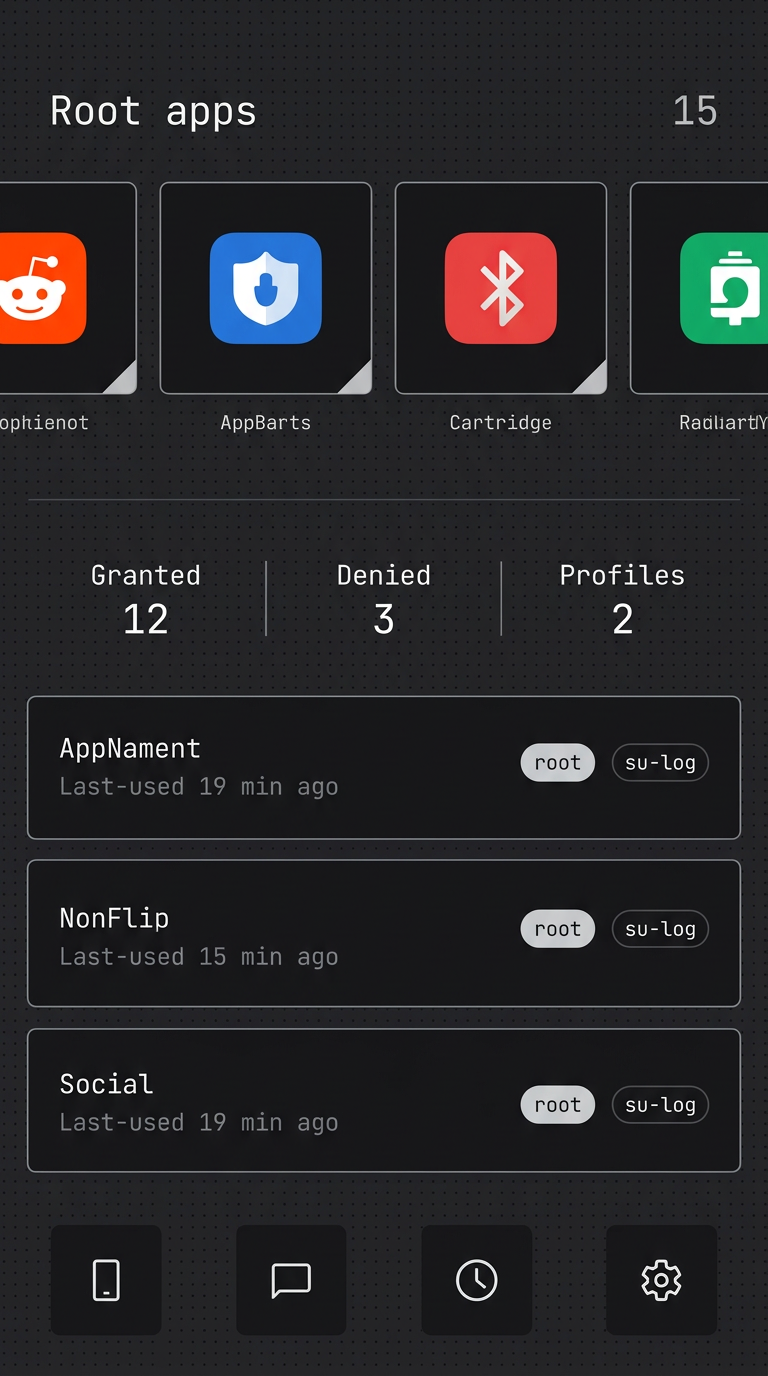 Root apps 15
ophienot AppBarts Cartridge
Granted Denied Profiles
12 3 2
AppNament
Last-used 19 min ago
root su-log
NonFlip
Last-used 15 min ago
root su-log
Social
Last-used 19 min ago
root su-log